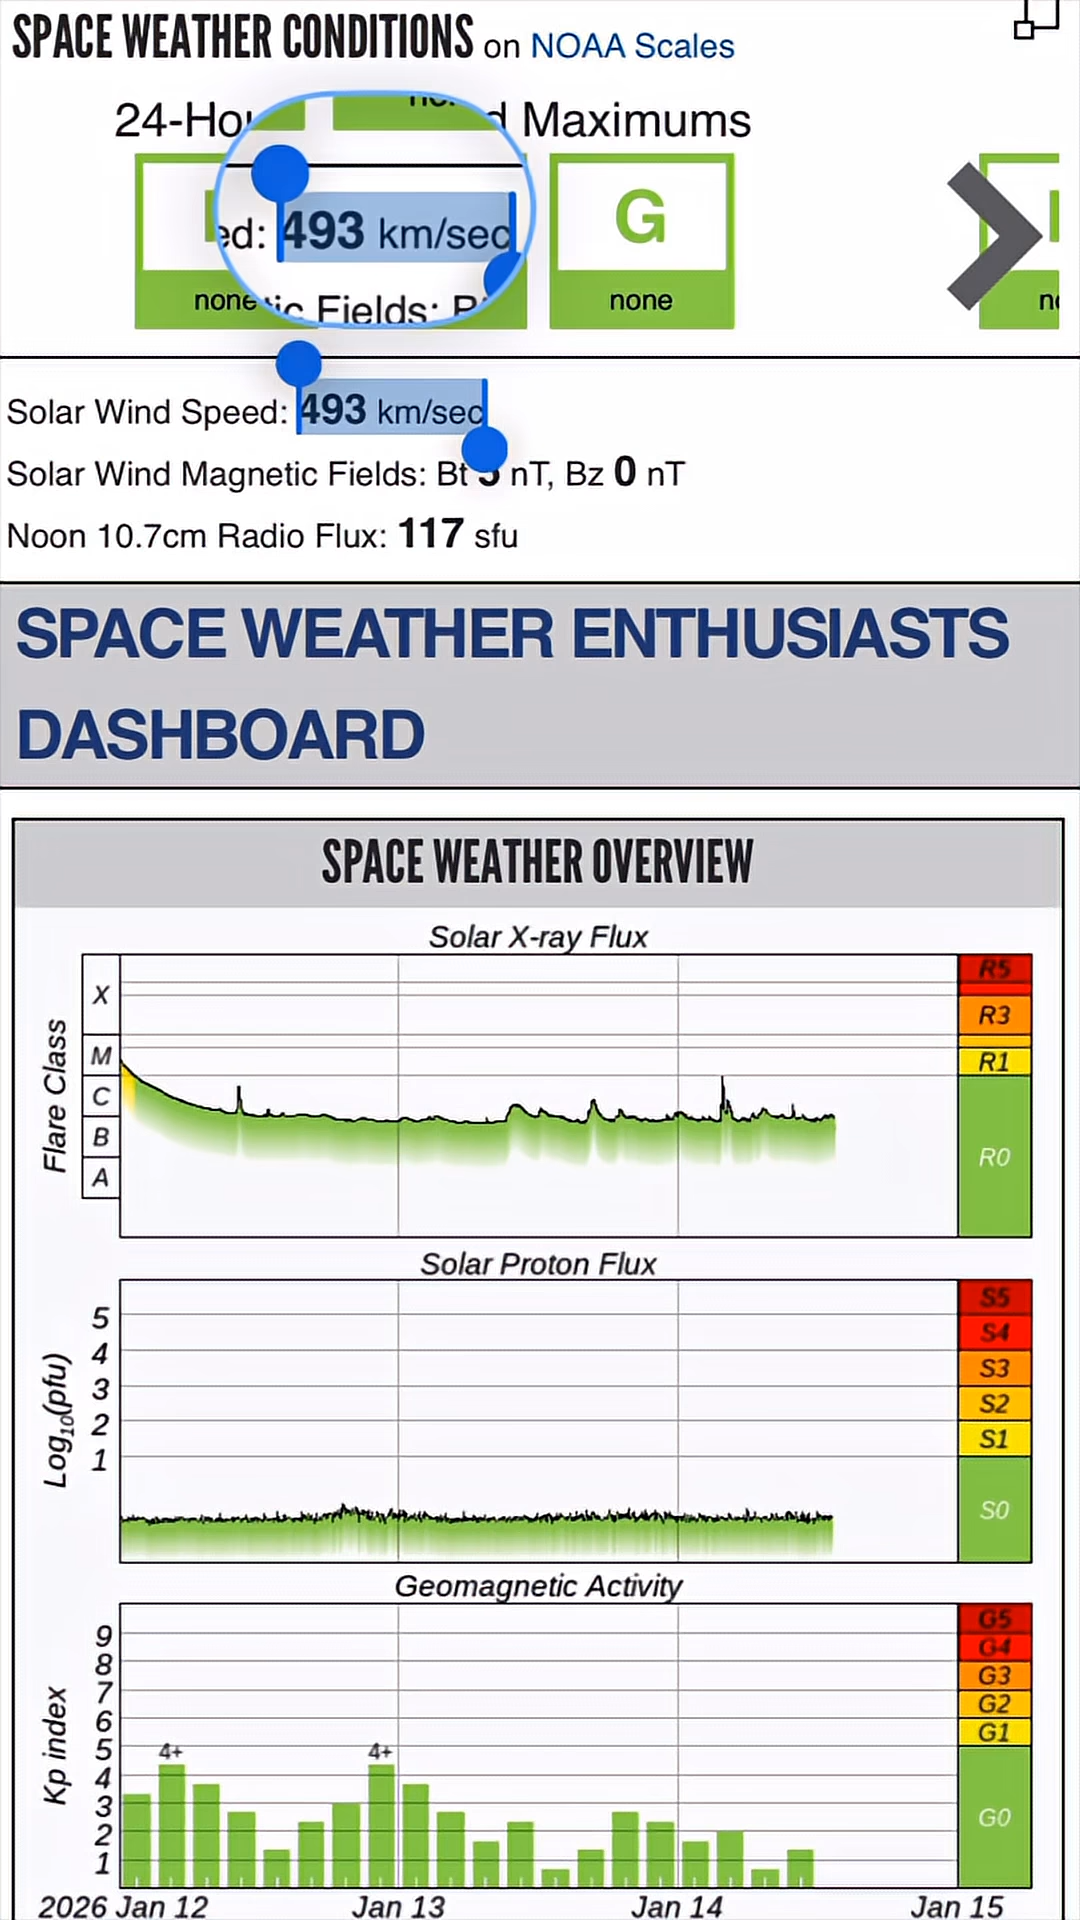 SPACE WEATHER CONDITIONS on NOAA Scales
24-Hou d Maximums
ed: 493 km/sec
G
none
none
tic Fields:
Solar Wind Speed: 493 km/sec
Solar Wind Magnetic Fields: Bt 5 nT, Bz 0 nT
Noon 10.7cm Radio Flux: 117 sfu
SPACE WEATHER ENTHUSIASTS
DASHBOARD
SPACE WEATHER OVERVIEW
Solar X-ray Flux
Flare Class
X
M
C
B
A
R5
R3
R1
R0
Solar Proton Flux
Log10(pfu)
5
4
3
2
1
S5
S4
S3
S2
S1
S0
Geomagnetic Activity
Kp index
9
8
7
6
5
4
3
2
1
4+
4+
G5
G4
G3
G2
G1
G0
2026 Jan 12 Jan 13 Jan 14 Jan 15